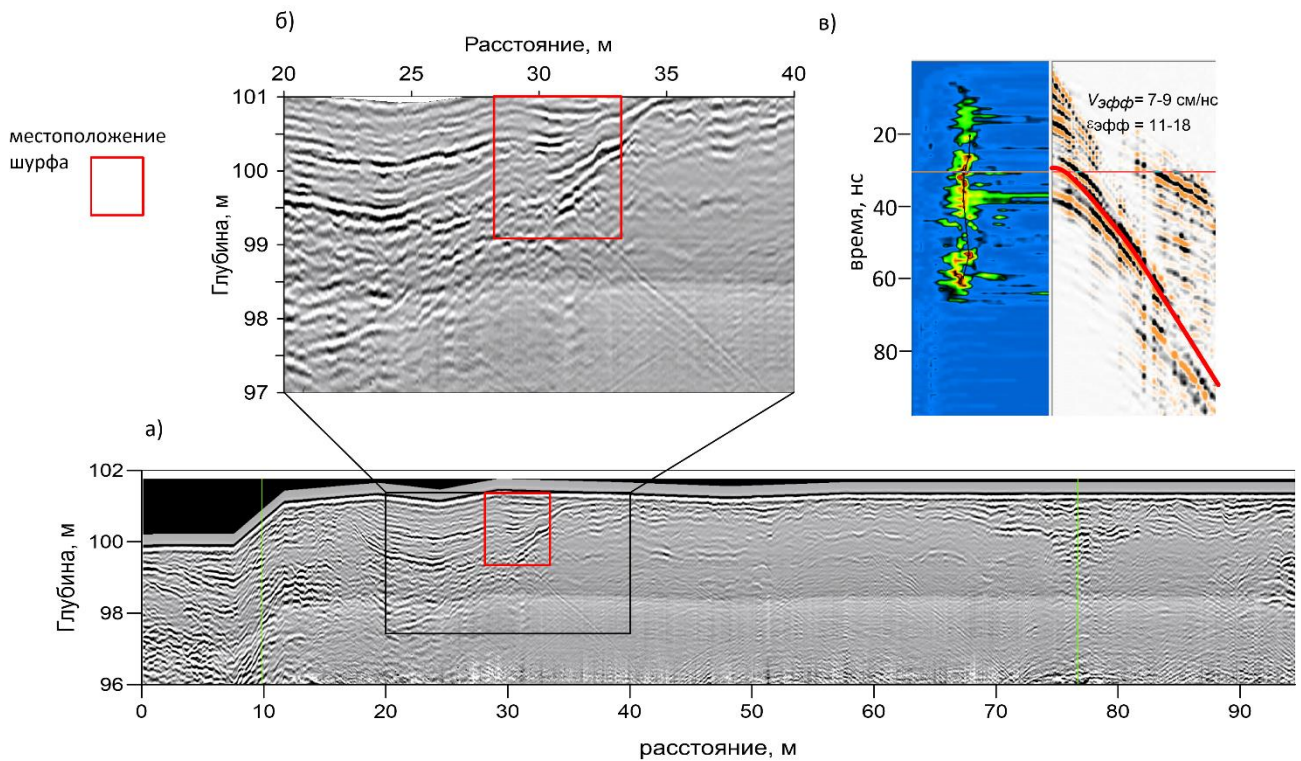 б)
Расстояние, м
20 25 30 35 40
101
100
99
98
97
Глубина, м
местоположение
шурфа
в)
Vэфф = 7-9 см/нс
εэфф = 11-18
20
40
60
80
время, нс
а)
102
100
98
96
Глубина, м
0 10 20 30 40 50 60 70 80 90
расстояние, м